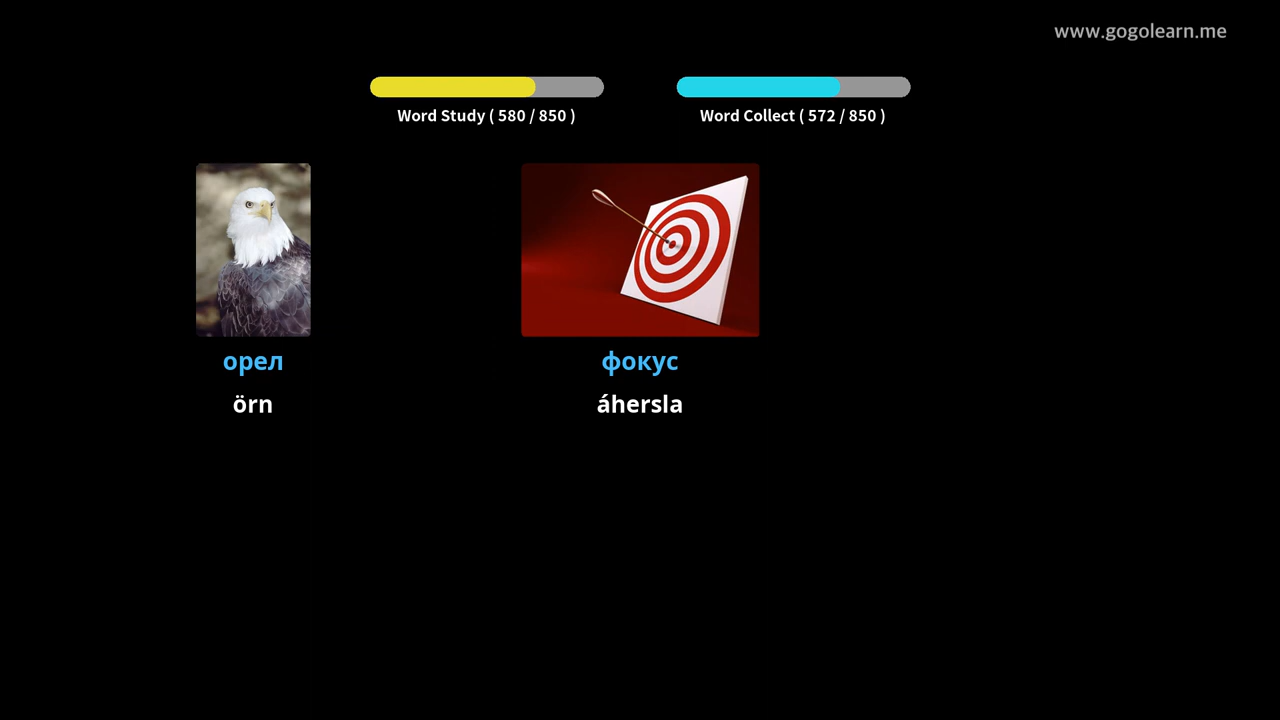 www.gogolearn.me
Word Study ( 580 / 850 )
Word Collect ( 572 / 850 )
орел
örn
фокус
áhersla